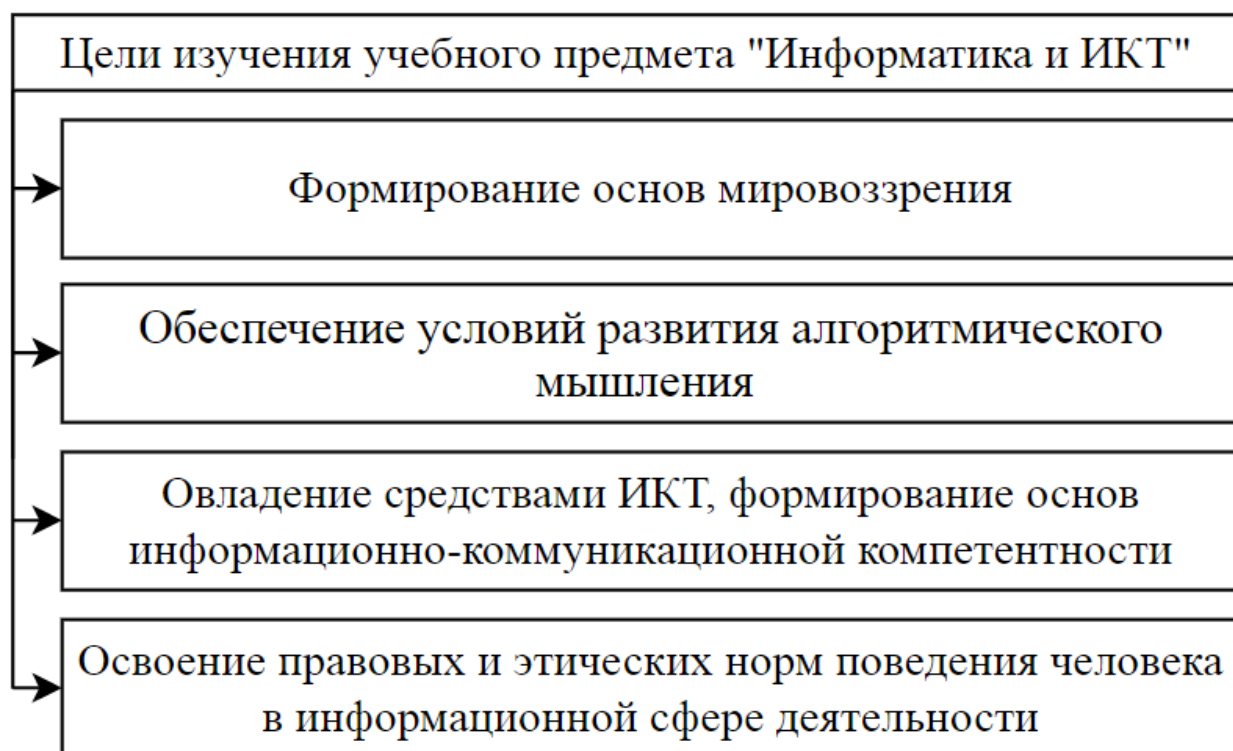 Цели изучения учебного предмета "Информатика и ИКТ"
Формирование основ мировоззрения
Обеспечение условий развития алгоритмического
мышления
Овладение средствами ИКТ, формирование основ
информационно-коммуникационной компетентности
Освоение правовых и этических норм поведения человека
в информационной сфере деятельности